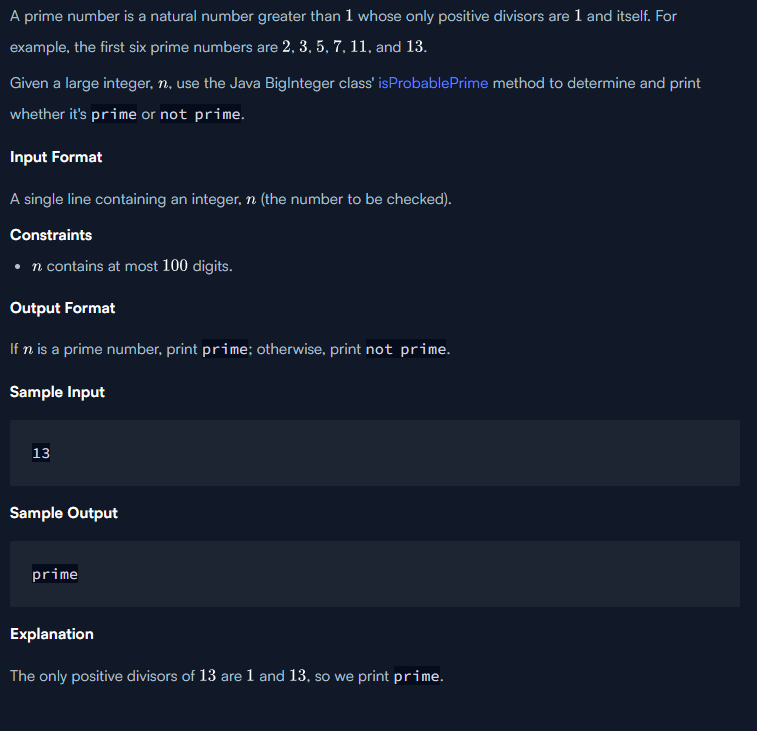 A prime number is a natural number greater than 1 whose only positive divisors are 1 and itself. For
example, the first six prime numbers are 2, 3, 5, 7, 11, and 13.
Given a large integer, n, use the Java BigInteger class' isProbablePrime method to determine and print
whether it's prime or not prime.
Input Format
A single line containing an integer, n (the number to be checked).
Constraints
• n contains at most 100 digits.
Output Format
If n is a prime number, print prime; otherwise, print not prime.
Sample Input
13
Sample Output
prime
Explanation
The only positive divisors of 13 are 1 and 13, so we print prime.